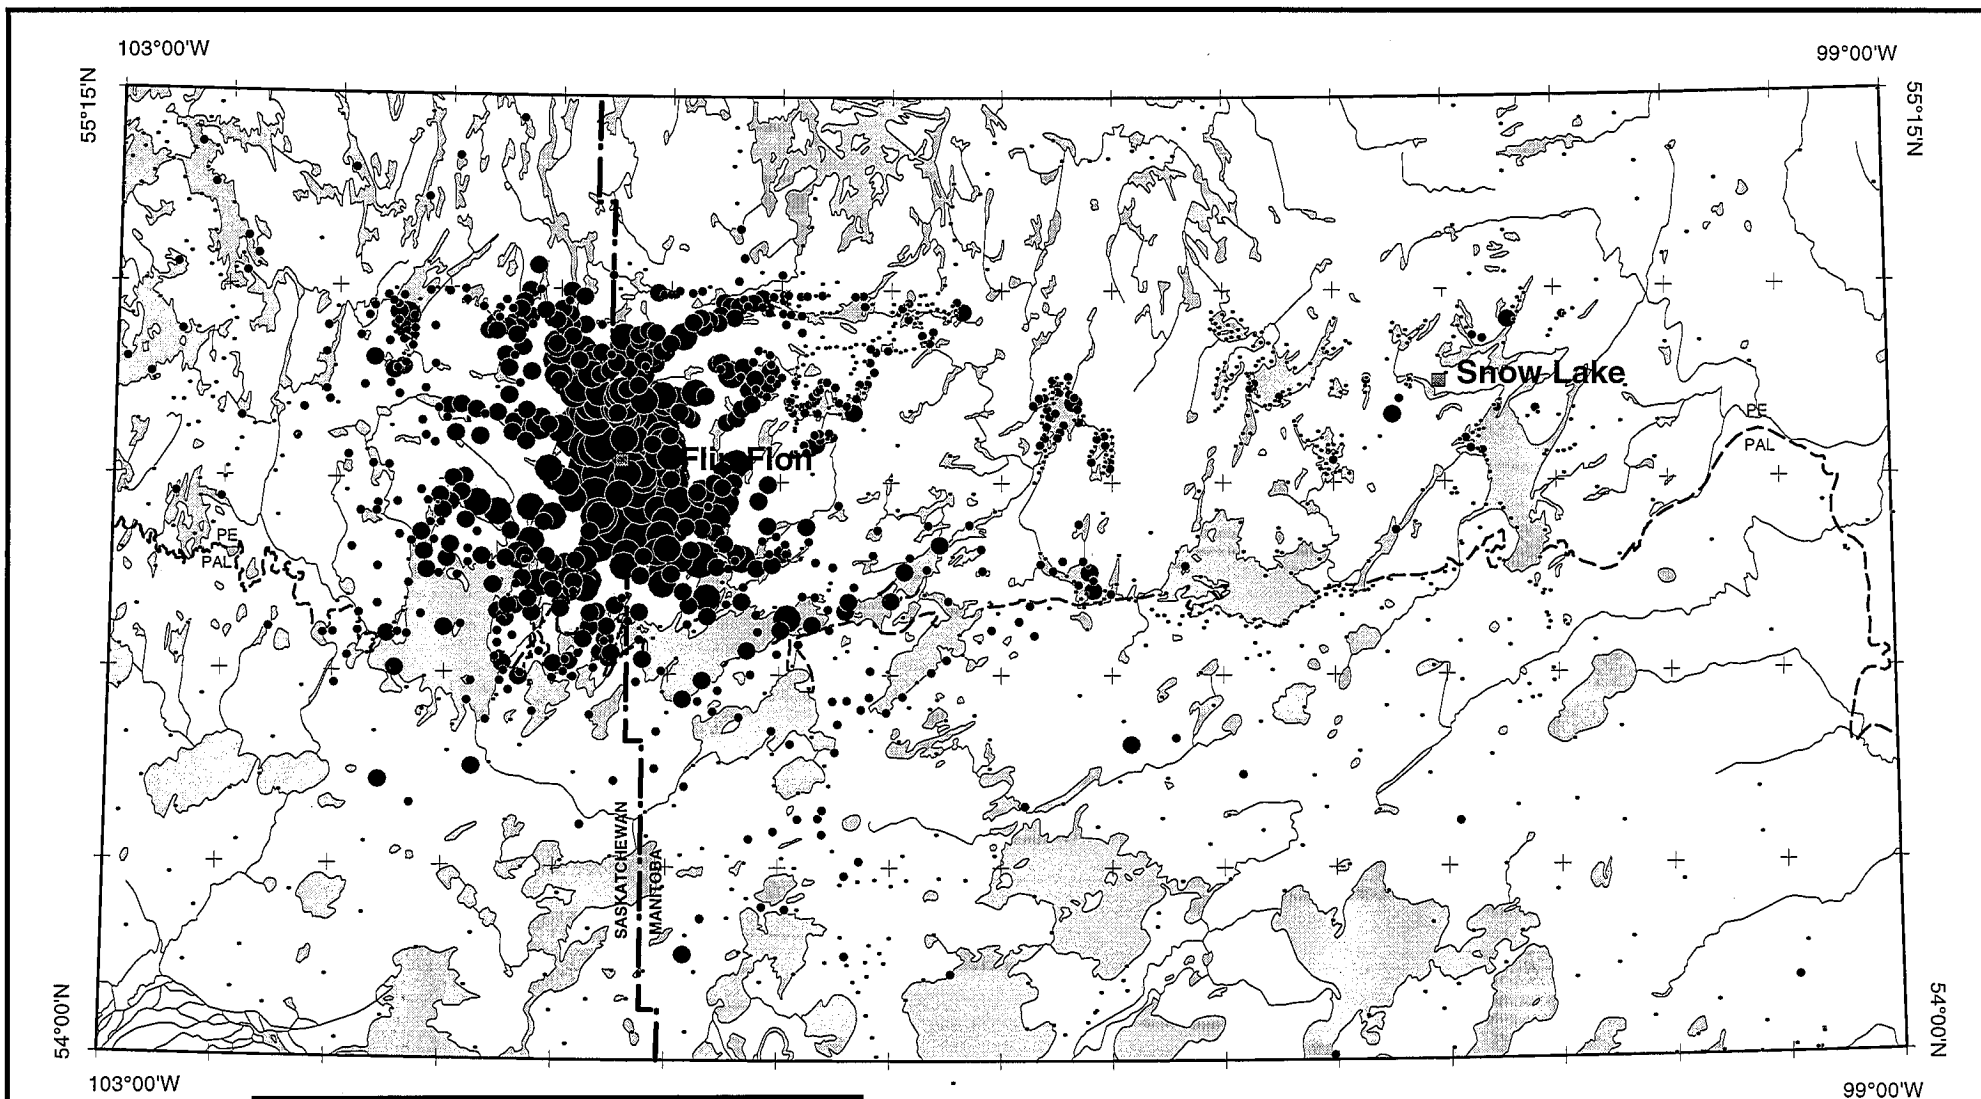 103°00'W
99°00'W
55°15'N
55°15'N
Snow Lake
PE
PAL
Flin Flon
PE
PAL
SASKATCHEWAN
MANITOBA
54°00'N
54°00'N
103°00'W
99°00'W